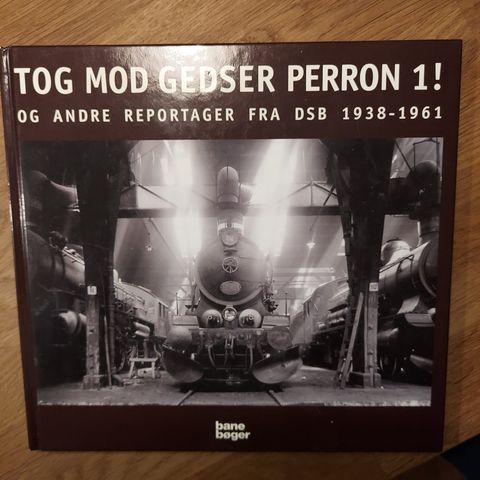 TOG MOD GEDSER PERRON 1!
OG ANDRE REPORTAGER FRA DSB 1938-1961
bane
bøger